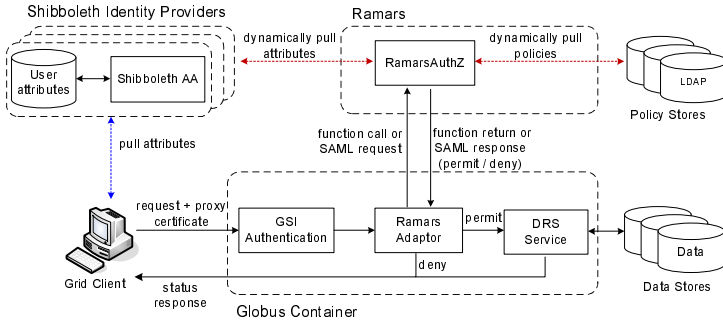 Shibboleth Identity Providers
Ramars
User
attributes
Shibboleth AA
dynamically pull
attributes
RamarsAuthZ
dynamically pull
policies
LDAP
Policy Stores
pull attributes
function call or
SAML request
function return or
SAML response
(permit / deny)
request + proxy
certificate
GSI
Authentication
Ramars
Adaptor
permit
DRS
Service
Data
Data Stores
Grid Client
deny
status
response
Globus Container